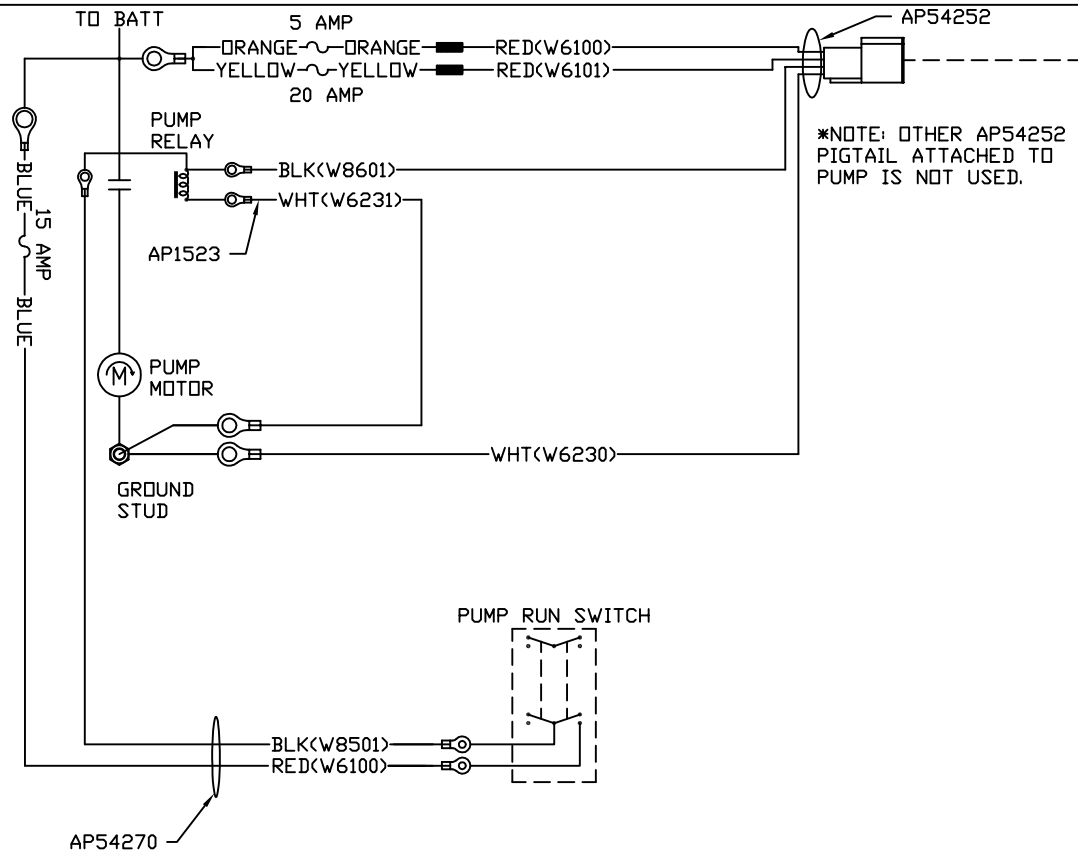 TO BATT
5 AMP
AP54252
ORANGE ORANGE RED(W6100)
YELLOW YELLOW RED(W6101)
20 AMP
*NOTE: OTHER AP54252
PIGTAIL ATTACHED TO
PUMP IS NOT USED.
PUMP
RELAY
BLK(W8601)
WHT(W6231)
AP1523
BLUE
15 AMP
BLUE
M
PUMP
MOTOR
WHT(W6230)
GROUND
STUD
PUMP RUN SWITCH
BLK(W8501)
RED(W6100)
AP54270